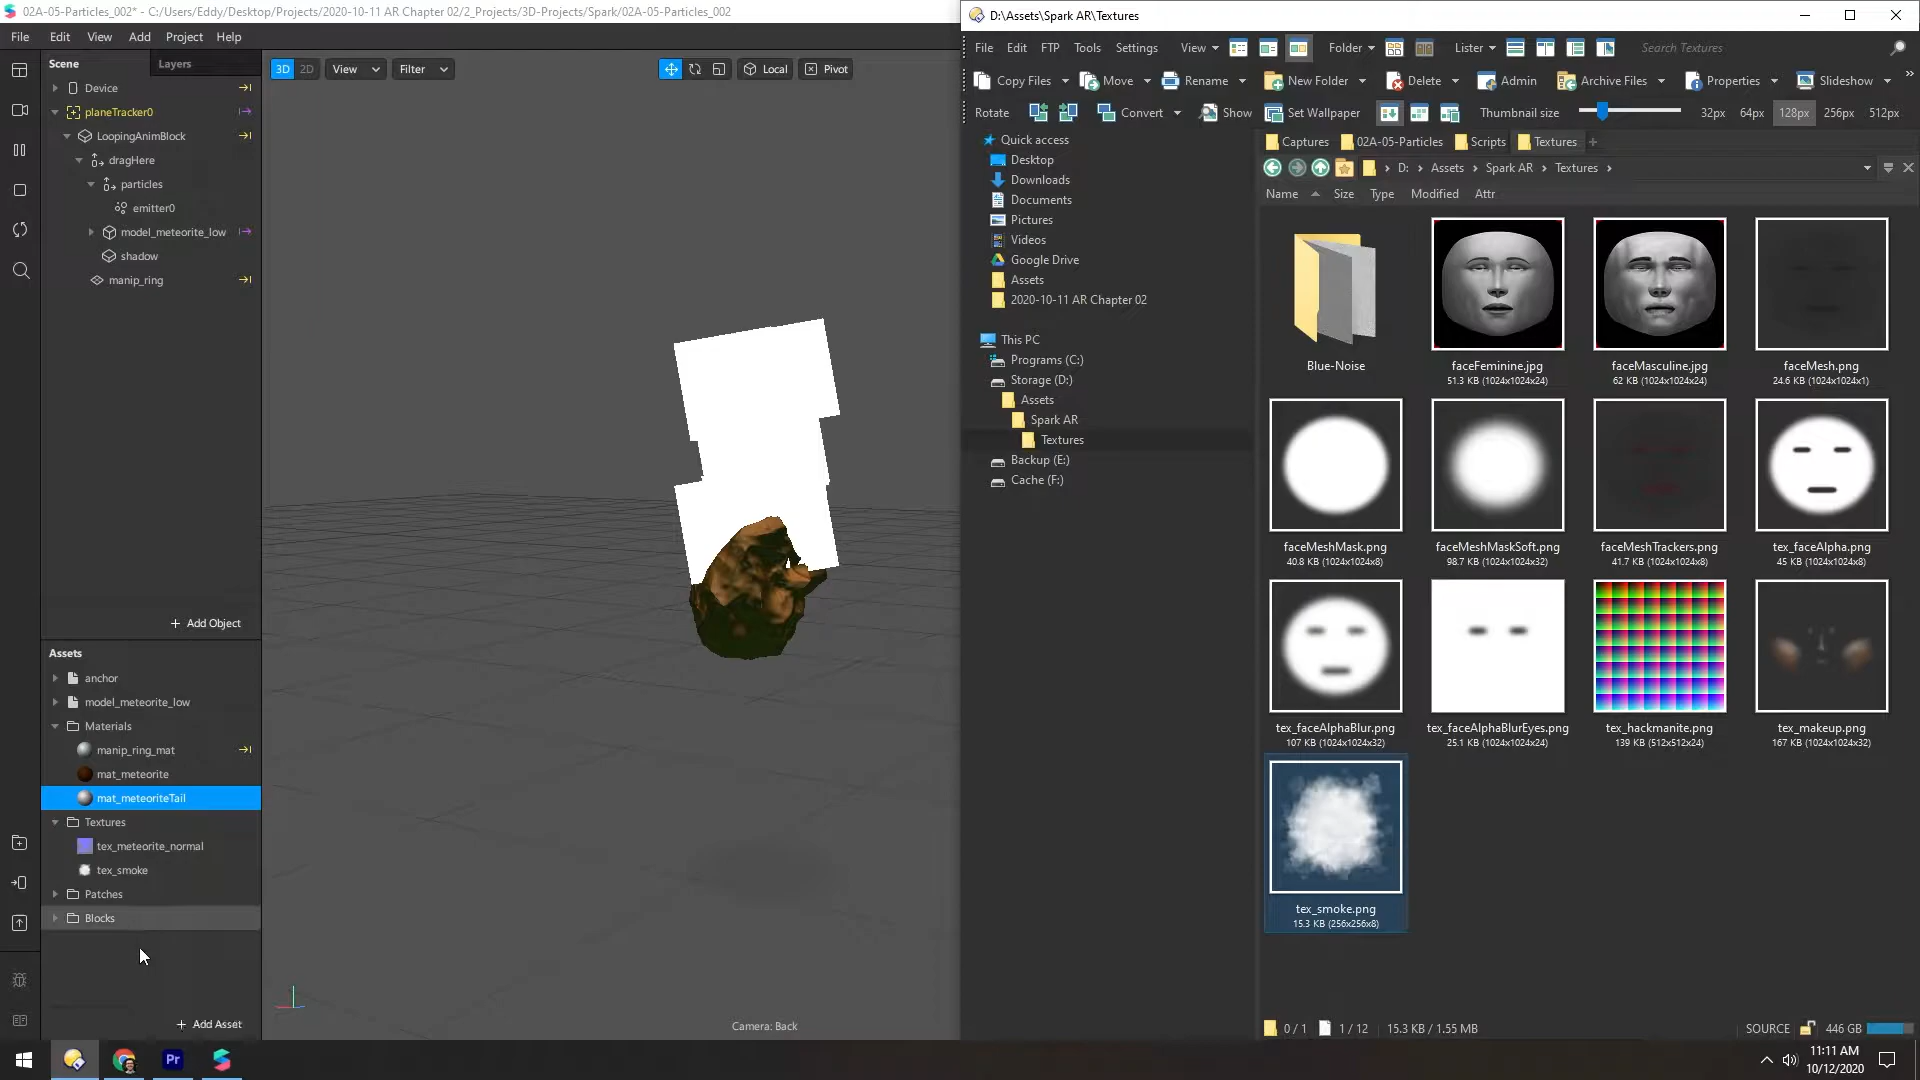 02A-05-Particles_002* - C:/Users/Eddy/Desktop/Projects/2020-10-11 AR Chapter 02/2_Projects/3D-Projects/Spark/02A-05-Particles_002
File Edit View Add Project Help
Scene Layers
Device
planeTracker0
LoopingAnimBlock
dragHere
particles
emitter0
model_meteorite_low
shadow
manip_ring
+ Add Object
Assets
anchor
model_meteorite_low
Materials
manip_ring_mat
mat_meteorite
mat_meteoriteTail
Textures
tex_meteorite_normal
tex_smoke
Patches
Blocks
+ Add Asset
3D 2D View Filter Local Pivot
Camera: Back
D:\Assets\Spark AR\Textures
File Edit FTP Tools Settings View Folder Lister Search Textures
Copy Files Move Rename New Folder Delete Admin Archive Files Properties Slideshow »
Rotate Convert Show Set Wallpaper Thumbnail size 32px 64px 128px 256px 512px
Quick access
Desktop
Downloads
Documents
Pictures
Videos
Google Drive
Assets
2020-10-11 AR Chapter 02
This PC
Programs (C:)
Storage (D:)
Assets
Spark AR
Textures
Backup (E:)
Cache (F:)
Captures 02A-05-Particles Scripts Textures +
D: Assets Spark AR Textures
Name Size Type Modified Attr
Blue-Noise
faceFeminine.jpg
51.3 KB (1024x1024x24)
faceMasculine.jpg
62 KB (1024x1024x24)
faceMesh.png
24.6 KB (1024x1024x1)
faceMeshMask.png
40.8 KB (1024x1024x8)
faceMeshMaskSoft.png
98.7 KB (1024x1024x32)
faceMeshTrackers.png
41.7 KB (1024x1024x8)
tex_faceAlpha.png
45 KB (1024x1024x8)
tex_faceAlphaBlur.png
107 KB (1024x1024x32)
tex_faceAlphaBlurEyes.png
25.1 KB (1024x1024x24)
tex_hackmanite.png
139 KB (512x512x24)
tex_makeup.png
167 KB (1024x1024x32)
tex_smoke.png
15.3 KB (256x256x8)
0 / 1 1 / 12 15.3 KB / 1.55 MB SOURCE 446 GB
Pr
11:11 AM
10/12/2020